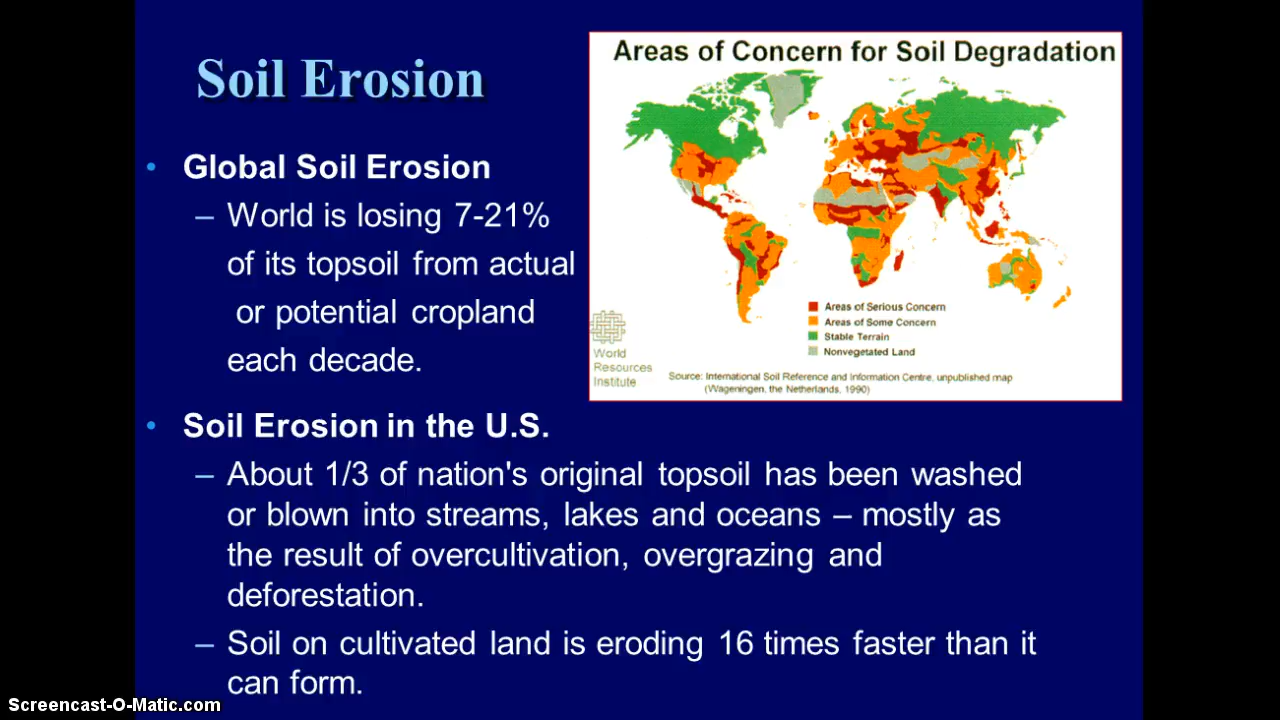 Soil Erosion
• Global Soil Erosion
– World is losing 7-21%
of its topsoil from actual
or potential cropland
each decade.
Areas of Concern for Soil Degradation
Areas of Serious Concern
Areas of Some Concern
Stable Terrain
Nonvegetated Land
World
Resources
Institute
Source: International Soil Reference and Information Centre, unpublished map
(Wageningen, the Netherlands, 1990)
• Soil Erosion in the U.S.
– About 1/3 of nation's original topsoil has been washed
or blown into streams, lakes and oceans – mostly as
the result of overcultivation, overgrazing and
deforestation.
– Soil on cultivated land is eroding 16 times faster than it
can form.
Screencast-O-Matic.com